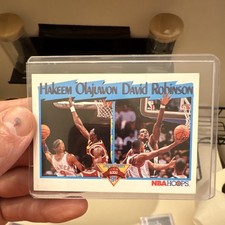 Hakeem Olajuwon David Robinson
NBA HOOPS